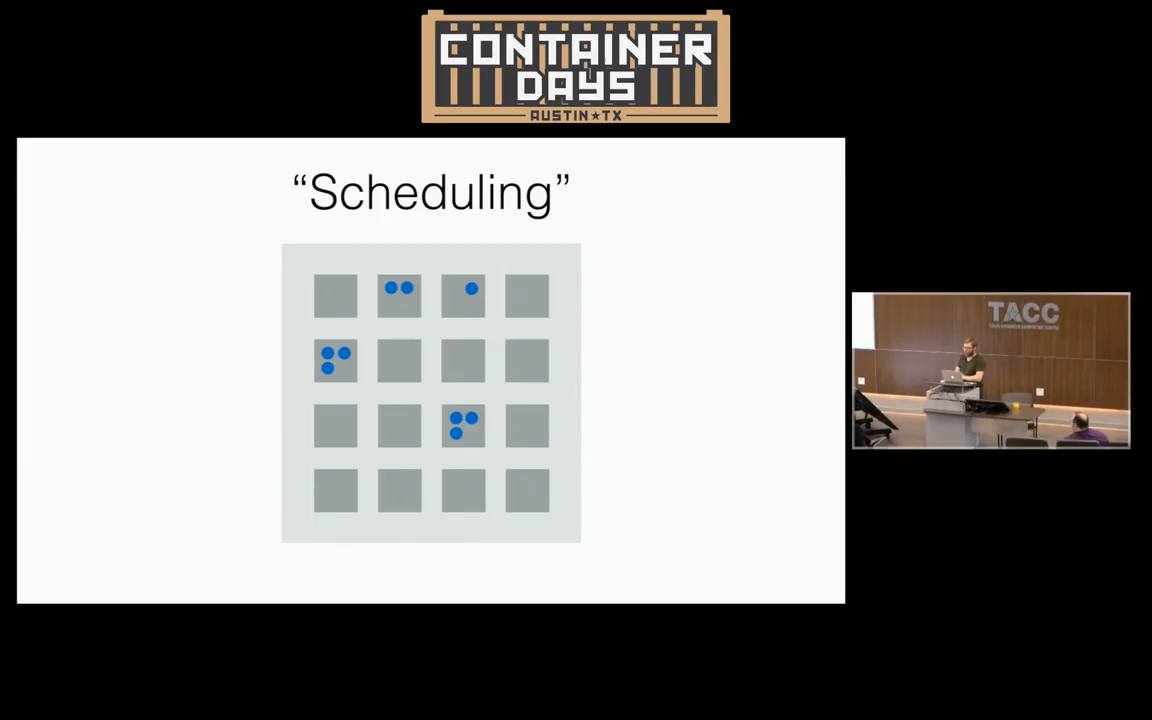 CONTAINER
DAYS
AUSTIN★TX
“Scheduling”
TACC